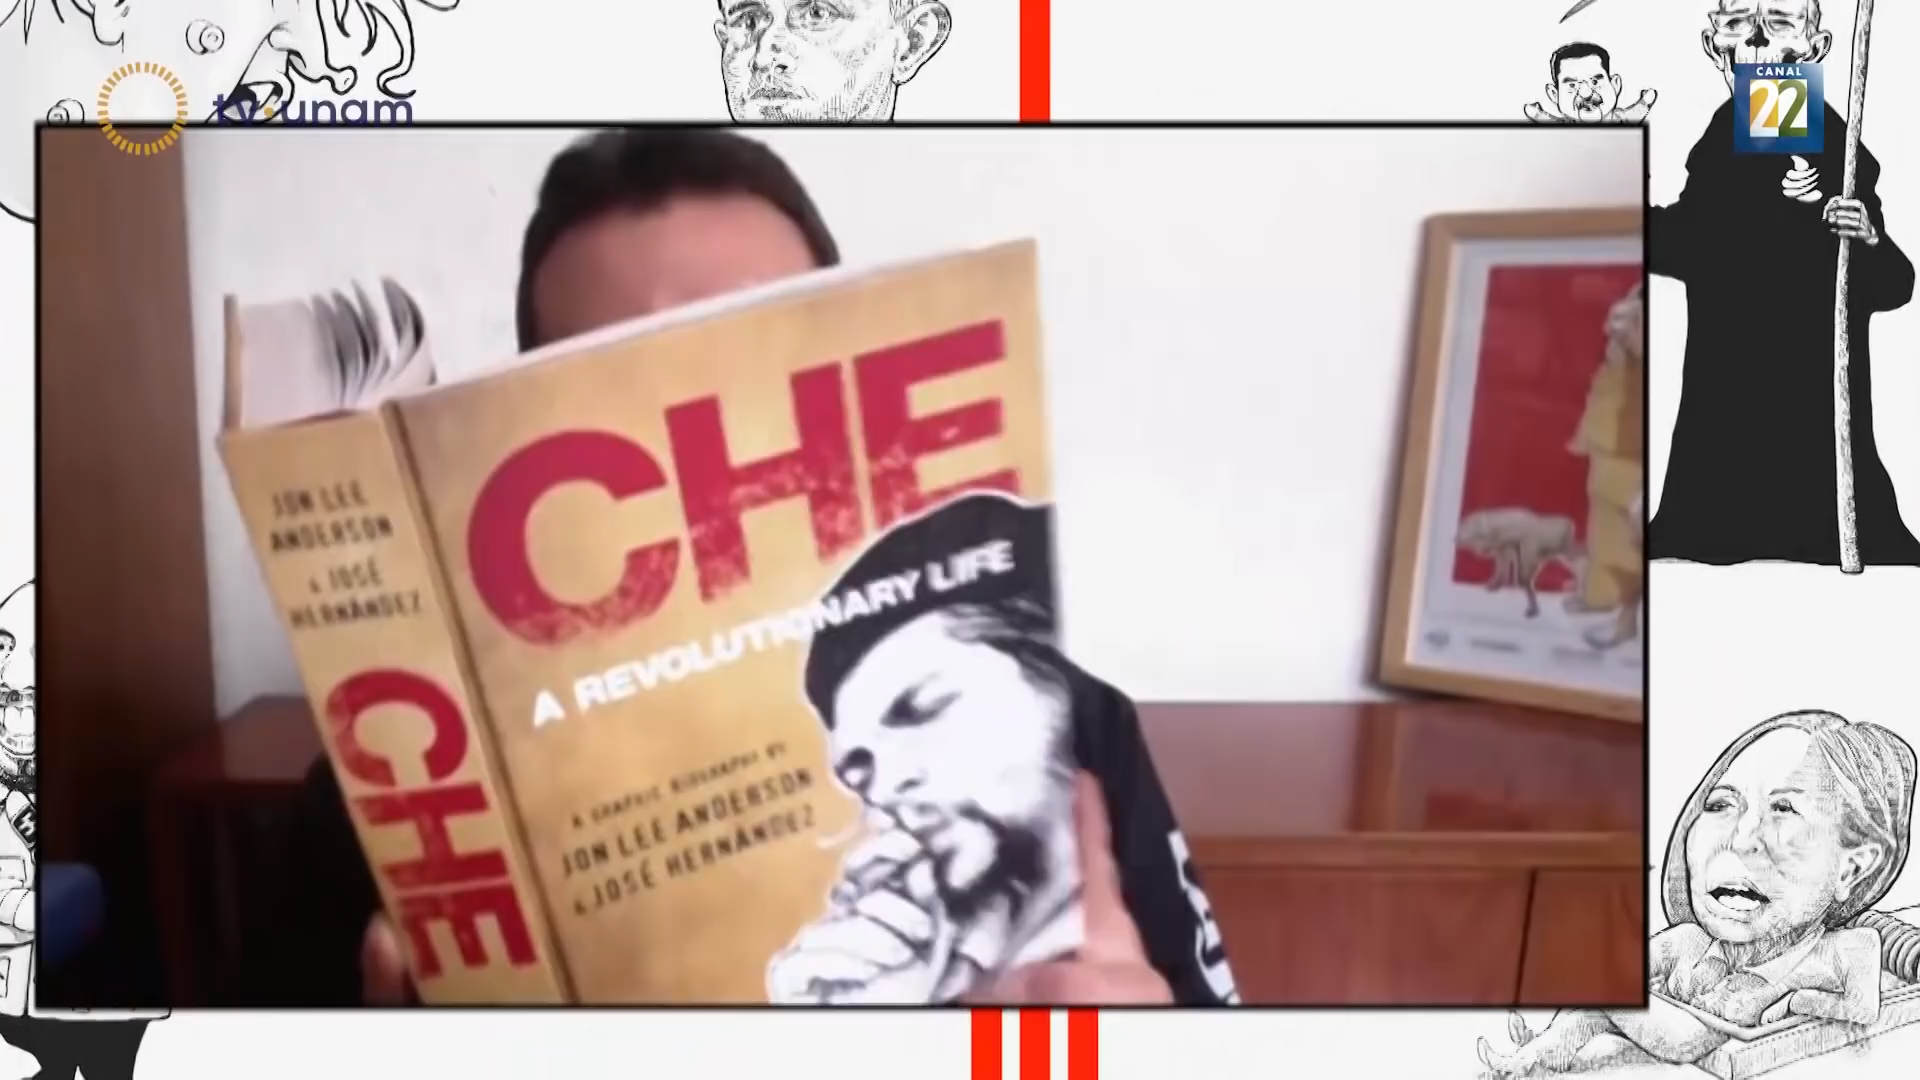 tv·unam
CANAL
22
JON LEE
ANDERSON
& JOSÉ
HERNÁNDEZ
CHE
CHE
A REVOLUTIONARY LIFE
A GRAPHIC BIOGRAPHY BY
JON LEE ANDERSON
& JOSÉ HERNÁNDEZ